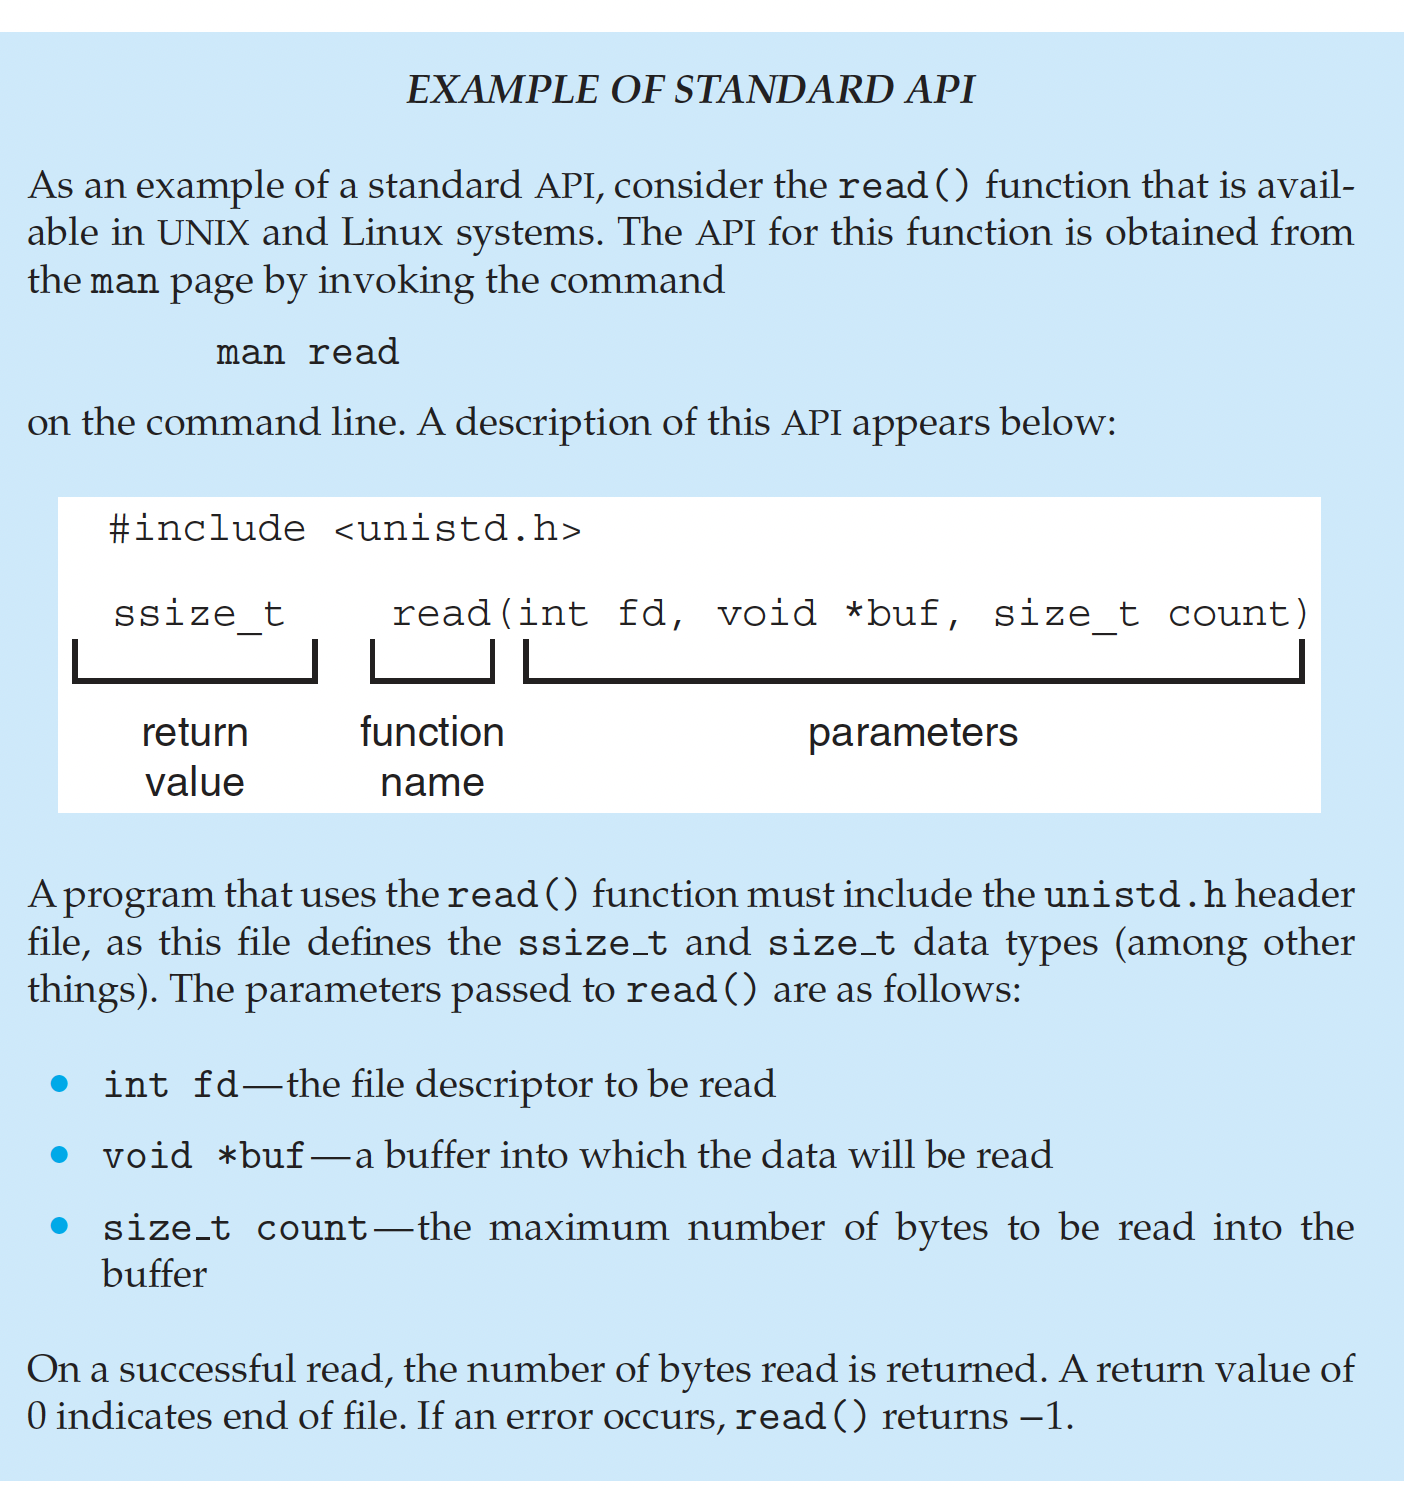 EXAMPLE OF STANDARD API
As an example of a standard API, consider the read() function that is avail-
able in UNIX and Linux systems. The API for this function is obtained from
the man page by invoking the command
man read
on the command line. A description of this API appears below:
#include <unistd.h>
ssize_t read(int fd, void *buf, size_t count)
return function parameters
value name
A program that uses the read() function must include the unistd.h header
file, as this file defines the ssize_t and size_t data types (among other
things). The parameters passed to read() are as follows:
• int fd—the file descriptor to be read
• void *buf—a buffer into which the data will be read
• size_t count—the maximum number of bytes to be read into the
buffer
On a successful read, the number of bytes read is returned. A return value of
0 indicates end of file. If an error occurs, read() returns −1.